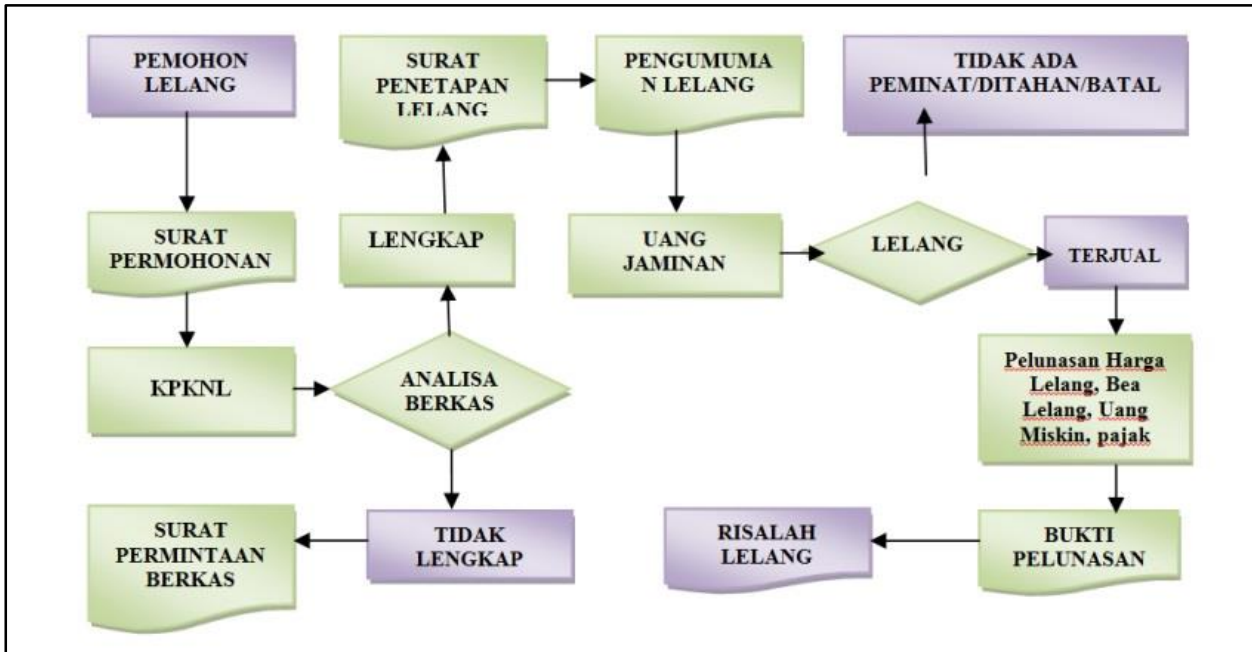 PEMOHON
LELANG
SURAT
PERMOHONAN
KPKNL
ANALISA
BERKAS
LENGKAP
SURAT
PENETAPAN
LELANG
PENGUMUMA
N LELANG
UANG
JAMINAN
LELANG
TIDAK ADA
PEMINAT/DITAHAN/BATAL
TERJUAL
Pelunasan Harga
Lelang, Bea
Lelang, Uang
Miskin, pajak
BUKTI
PELUNASAN
RISALAH
LELANG
TIDAK
LENGKAP
SURAT
PERMINTAAN
BERKAS